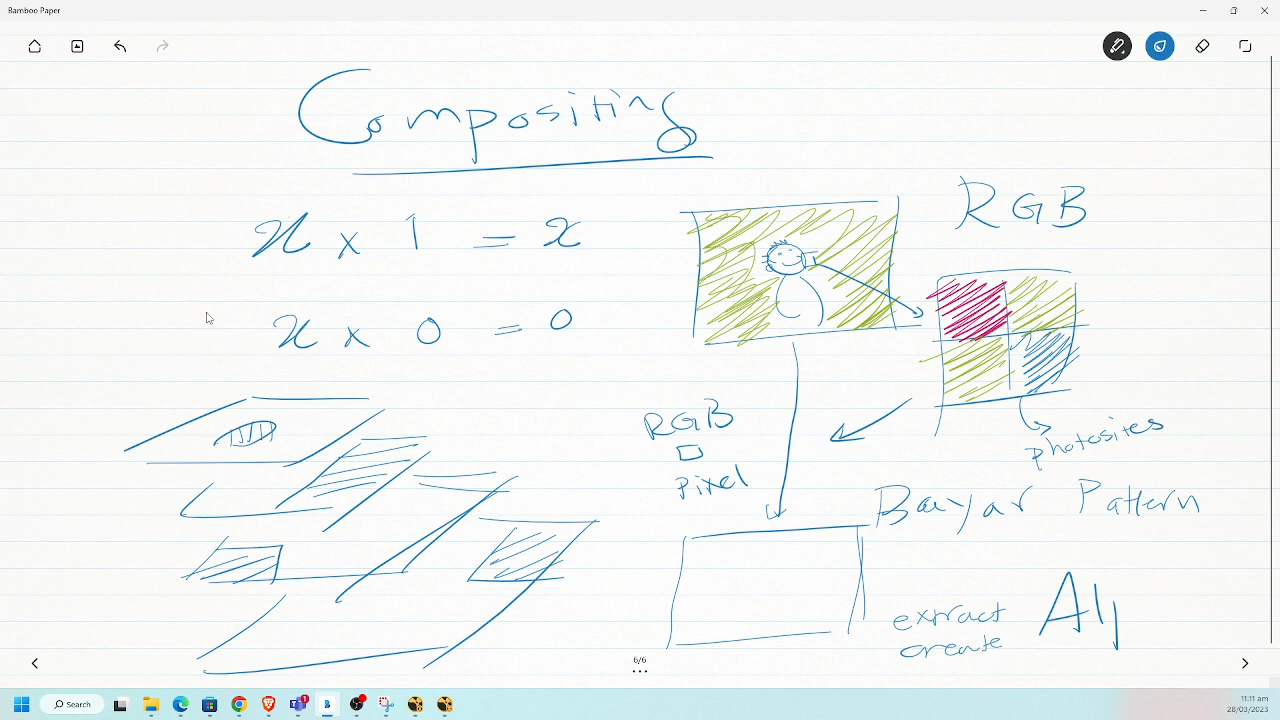 Bamboo Paper
Compositing
x x 1 = x
x x 0 = 0
RGB
photosites
RGB
pixel
Bayar Pattern
extract
create
6/6
Search
1
11:11 am
28/03/2023